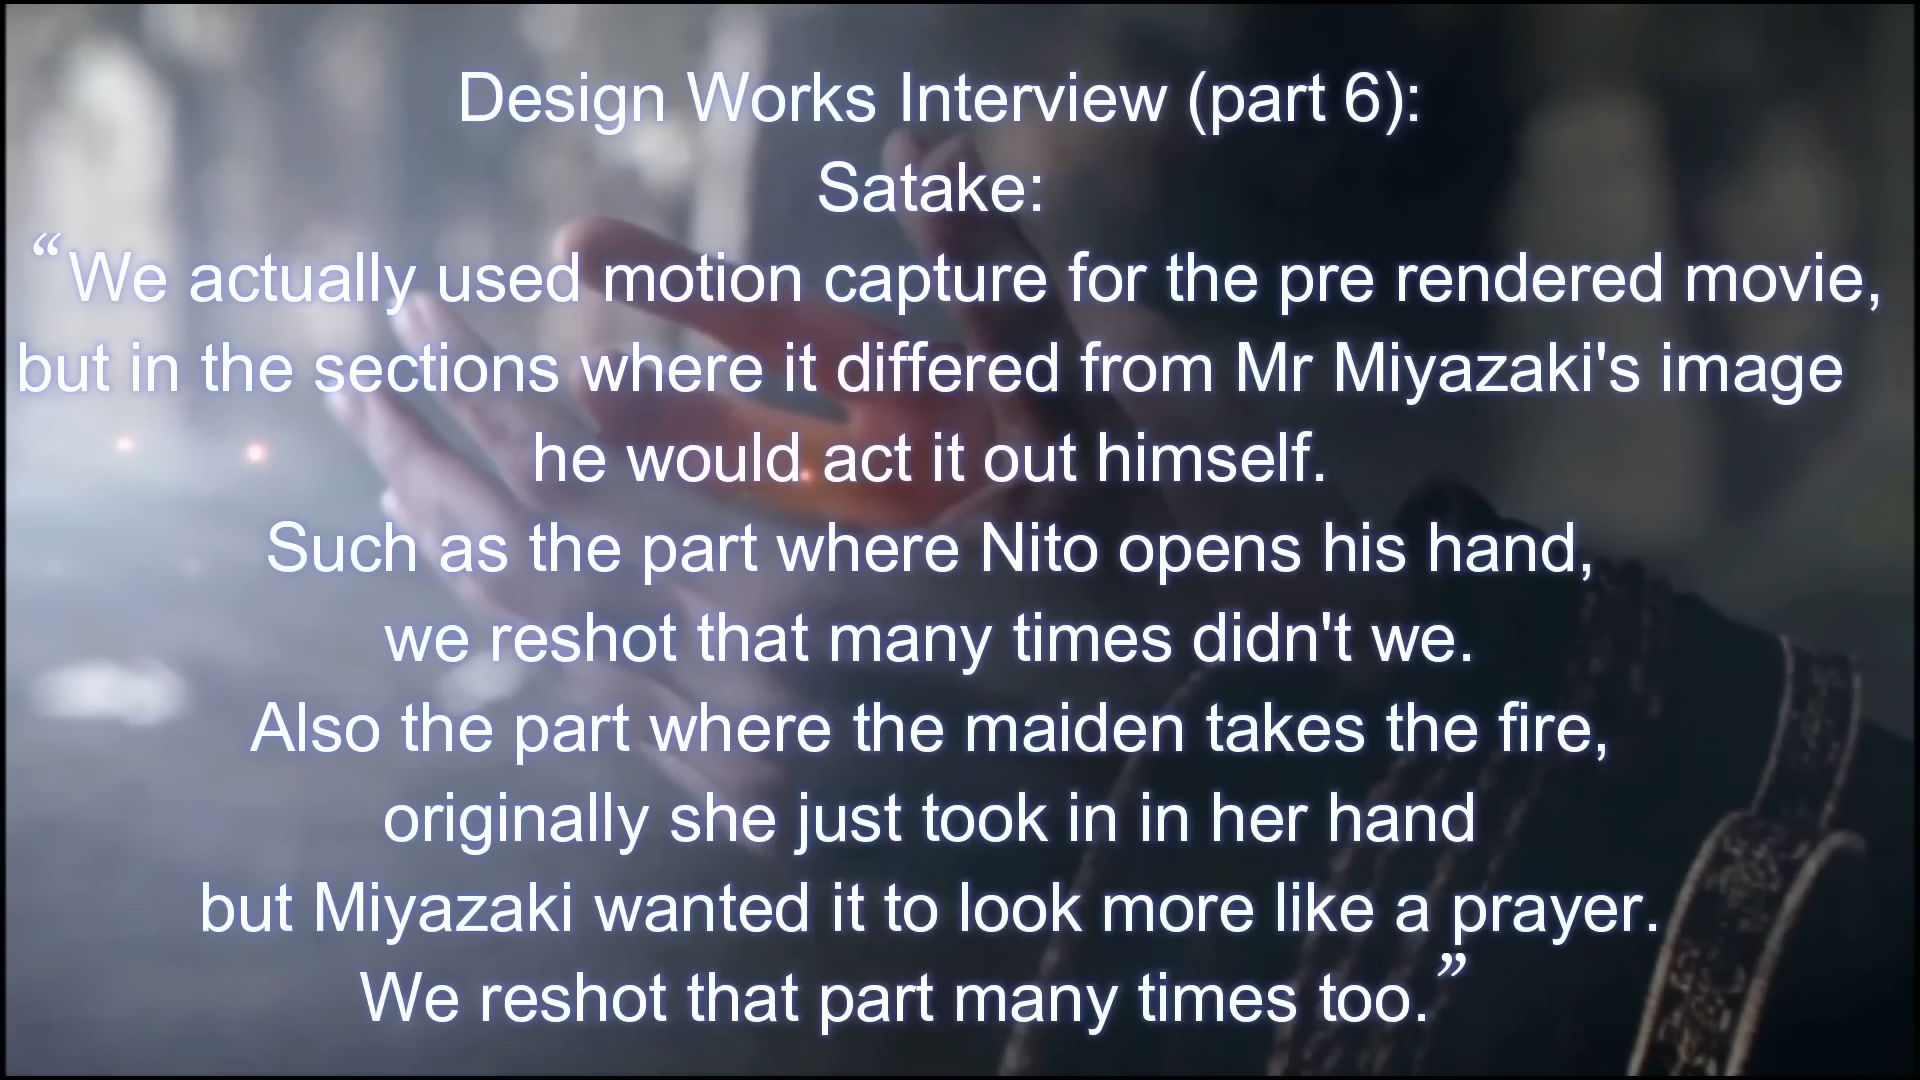 Design Works Interview (part 6):
Satake:
“We actually used motion capture for the pre rendered movie,
but in the sections where it differed from Mr Miyazaki's image
he would act it out himself.
Such as the part where Nito opens his hand,
we reshot that many times didn't we.
Also the part where the maiden takes the fire,
originally she just took in in her hand
but Miyazaki wanted it to look more like a prayer.
We reshot that part many times too.”